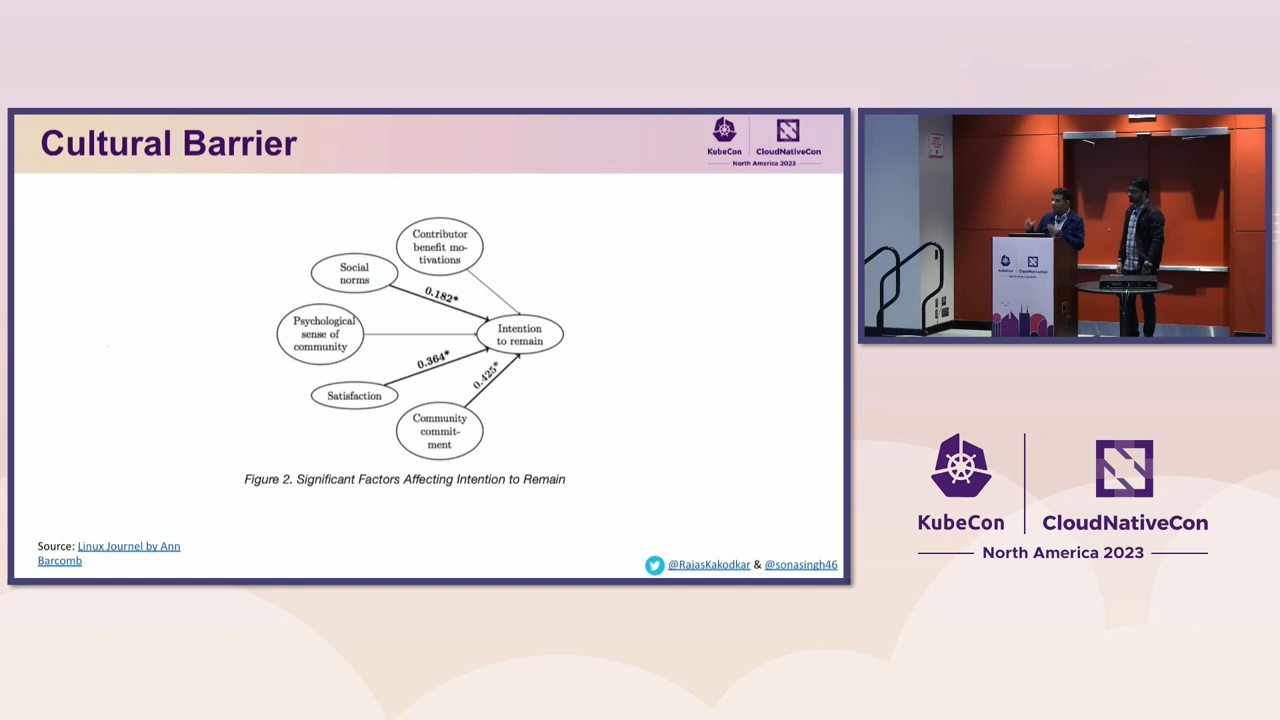 Cultural Barrier
KubeCon
CloudNativeCon
North America 2023
Contributor
benefit mo-
tivations
Social
norms
0.182*
Psychological
sense of
community
Intention
to remain
0.364*
Satisfaction
0.425*
Community
commit-
ment
Figure 2. Significant Factors Affecting Intention to Remain
Source: Linux Journel by Ann
Barcomb
@RajasKakodkar & @sonasingh46
KubeCon
CloudNativeCon
KubeCon
CloudNativeCon
North America 2023